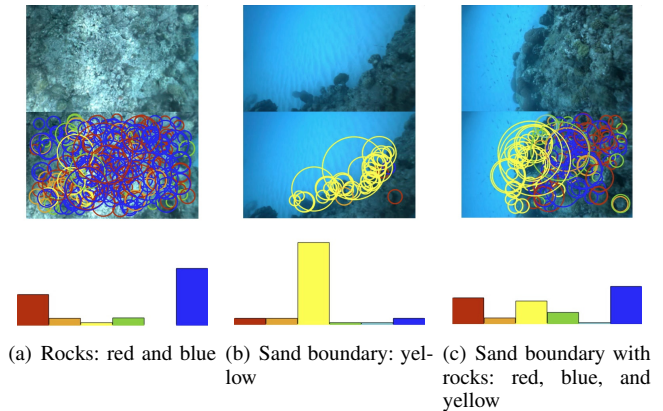 (a) Rocks: red and blue
(b) Sand boundary: yel-
low
(c) Sand boundary with
rocks: red, blue, and
yellow